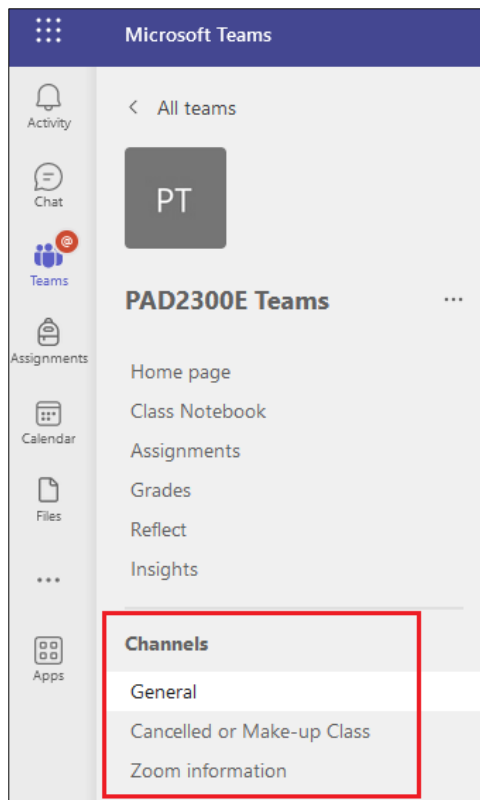 Microsoft Teams
Activity
Chat
@
Teams
Assignments
Calendar
Files
Apps
All teams
PT
PAD2300E Teams
Home page
Class Notebook
Assignments
Grades
Reflect
Insights
Channels
General
Cancelled or Make-up Class
Zoom information